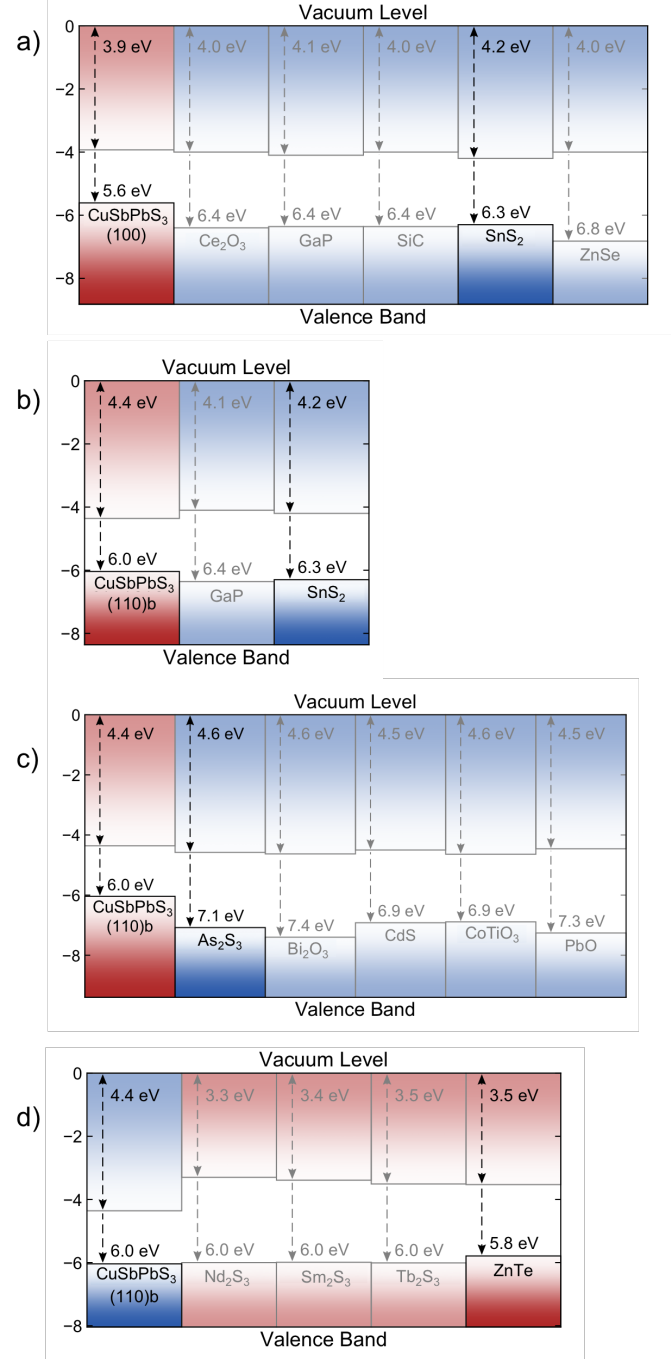 Vacuum Level
a)
0
3.9 eV
4.0 eV
4.1 eV
4.0 eV
4.2 eV
4.0 eV
−2
−4
5.6 eV
−6
CuSbPbS₃
(100)
6.4 eV
Ce₂O₃
6.4 eV
GaP
6.4 eV
SiC
6.3 eV
SnS₂
6.8 eV
ZnSe
−8
Valence Band
Vacuum Level
b)
0
4.4 eV
4.1 eV
4.2 eV
−2
−4
6.0 eV
−6
CuSbPbS₃
(110)b
6.4 eV
GaP
6.3 eV
SnS₂
−8
Valence Band
Vacuum Level
c)
0
4.4 eV
4.6 eV
4.6 eV
4.5 eV
4.6 eV
4.5 eV
−2
−4
−6
6.0 eV
CuSbPbS₃
(110)b
7.1 eV
As₂S₃
7.4 eV
Bi₂O₃
6.9 eV
CdS
6.9 eV
CoTiO₃
7.3 eV
PbO
−8
Valence Band
Vacuum Level
d)
0
4.4 eV
3.3 eV
3.4 eV
3.5 eV
3.5 eV
−2
−4
−6
6.0 eV
CuSbPbS₃
(110)b
6.0 eV
Nd₂S₃
6.0 eV
Sm₂S₃
6.0 eV
Tb₂S₃
5.8 eV
ZnTe
−8
Valence Band